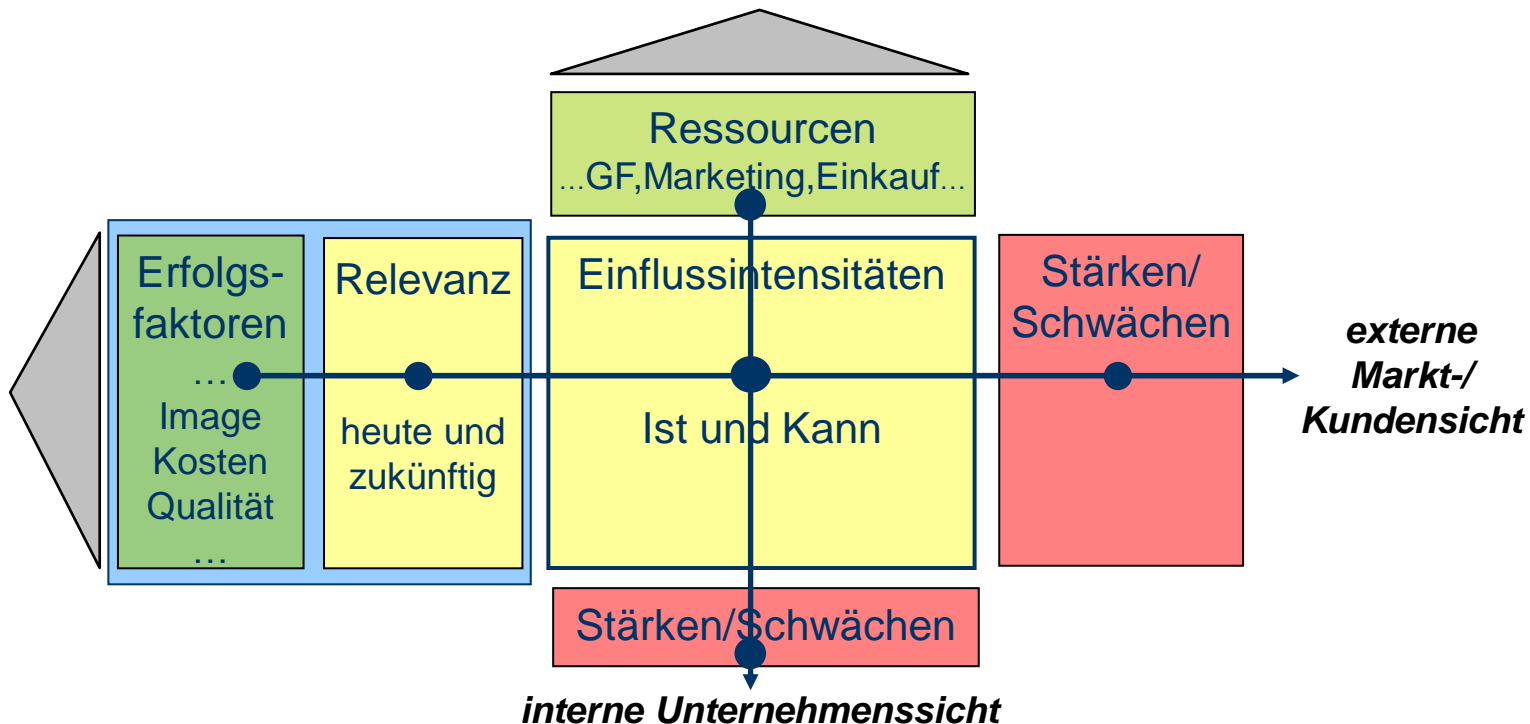 Ressourcen
...GF,Marketing,Einkauf...
Erfolgs-
faktoren
...
Image
Kosten
Qualität
...
Relevanz
heute und
zukünftig
Einflussintensitäten
Ist und Kann
Stärken/
Schwächen
externe
Markt-/
Kundensicht
Stärken/Schwächen
interne Unternehmenssicht